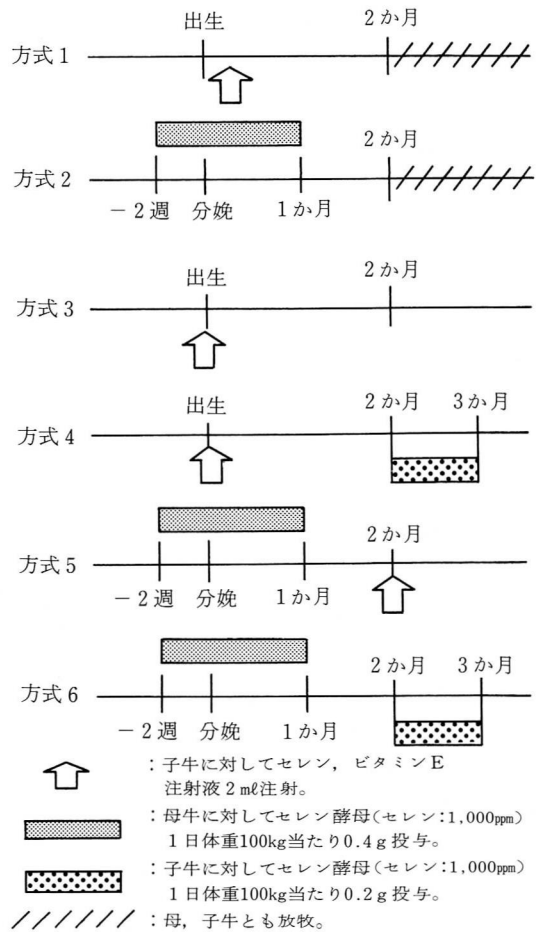 出生 2か月
方式1
2か月
方式2
－2週 分娩 1か月
出生 2か月
方式3
出生 2か月 3か月
方式4
2か月
方式5
－2週 分娩 1か月
2か月 3か月
方式6
－2週 分娩 1か月
：子牛に対してセレン，ビタミンE
注射液2㎖注射。
：母牛に対してセレン酵母(セレン：1,000ppm)
1日体重100kg当たり0.4g投与。
：子牛に対してセレン酵母(セレン：1,000ppm)
1日体重100kg当たり0.2g投与。
：母，子牛とも放牧。